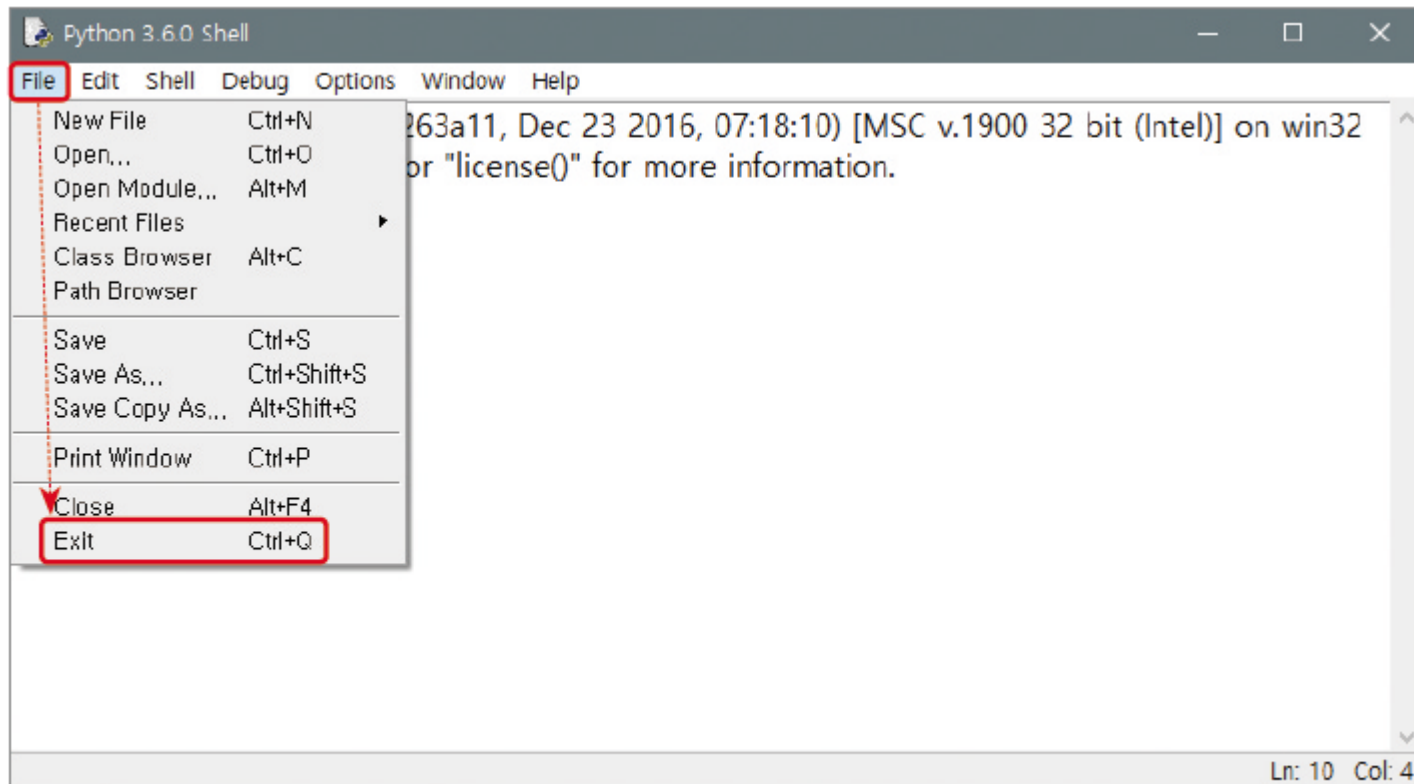 Python 3.6.0 Shell
File Edit Shell Debug Options Window Help
New File Ctrl+N
Open... Ctrl+O
Open Module... Alt+M
Recent Files
Class Browser Alt+C
Path Browser
Save Ctrl+S
Save As... Ctrl+Shift+S
Save Copy As... Alt+Shift+S
Print Window Ctrl+P
Close Alt+F4
Exit Ctrl+Q
263a11, Dec 23 2016, 07:18:10) [MSC v.1900 32 bit (Intel)] on win32
or "license()" for more information.
Ln: 10 Col: 4